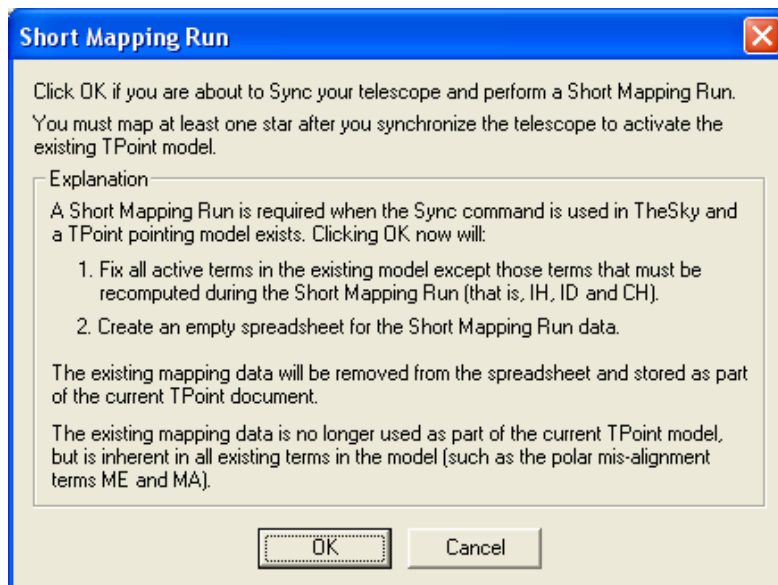 Short Mapping Run
Click OK if you are about to Sync your telescope and perform a Short Mapping Run.
You must map at least one star after you synchronize the telescope to activate the
existing TPoint model.
Explanation
A Short Mapping Run is required when the Sync command is used in TheSky and
a TPoint pointing model exists. Clicking OK now will:
1. Fix all active terms in the existing model except those terms that must be
recomputed during the Short Mapping Run (that is, IH, ID and CH).
2. Create an empty spreadsheet for the Short Mapping Run data.
The existing mapping data will be removed from the spreadsheet and stored as part
of the current TPoint document.
The existing mapping data is no longer used as part of the current TPoint model,
but is inherent in all existing terms in the model (such as the polar mis-alignment
terms ME and MA).
OK Cancel